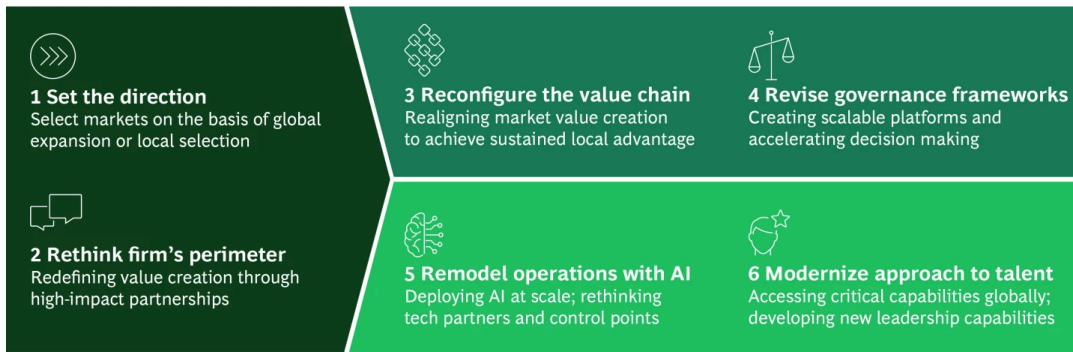 1 Set the direction
Select markets on the basis of global
expansion or local selection
2 Rethink firm’s perimeter
Redefining value creation through
high-impact partnerships
3 Reconfigure the value chain
Realigning market value creation
to achieve sustained local advantage
4 Revise governance frameworks
Creating scalable platforms and
accelerating decision making
5 Remodel operations with AI
Deploying AI at scale; rethinking
tech partners and control points
6 Modernize approach to talent
Accessing critical capabilities globally;
developing new leadership capabilities